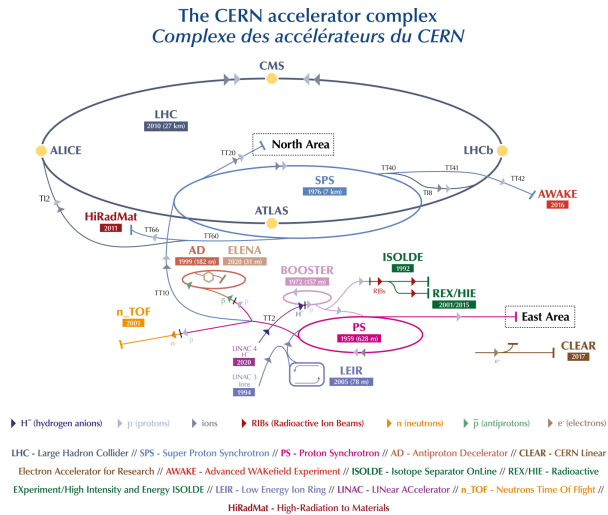 The CERN accelerator complex
Complexe des accélérateurs du CERN
CMS
LHC
2010 (27 km)
ALICE
LHCb
TT20
North Area
TT40
TT41
SPS
1976 (7 km)
TI8
TT42
AWAKE
2016
TI2
HiRadMat
2011
TT66
ATLAS
TT60
AD
1999 (182 m)
ELENA
2020 (31 m)
ISOLDE
1992
BOOSTER
1972 (157 m)
p
p
RIBs
REX/HIE
2001/2015
TT10
p
H⁻
n_TOF
2001
TT2
East Area
n
p
PS
1959 (628 m)
LINAC 4
H⁻
2020
CLEAR
2017
e⁻
LINAC 3
Ions
1994
LEIR
2005 (78 m)
H⁻ (hydrogen anions)
p (protons)
ions
RIBs (Radioactive Ion Beams)
n (neutrons)
p̅ (antiprotons)
e⁻ (electrons)
LHC - Large Hadron Collider // SPS - Super Proton Synchrotron // PS - Proton Synchrotron // AD - Antiproton Decelerator // CLEAR - CERN Linear
Electron Accelerator for Research // AWAKE - Advanced WAKefield Experiment // ISOLDE - Isotope Separator OnLine // REX/HIE - Radioactive
EXperiment/High Intensity and Energy ISOLDE // LEIR - Low Energy Ion Ring // LINAC - LINear ACcelerator // n_TOF - Neutrons Time Of Flight //
HiRadMat - High-Radiation to Materials